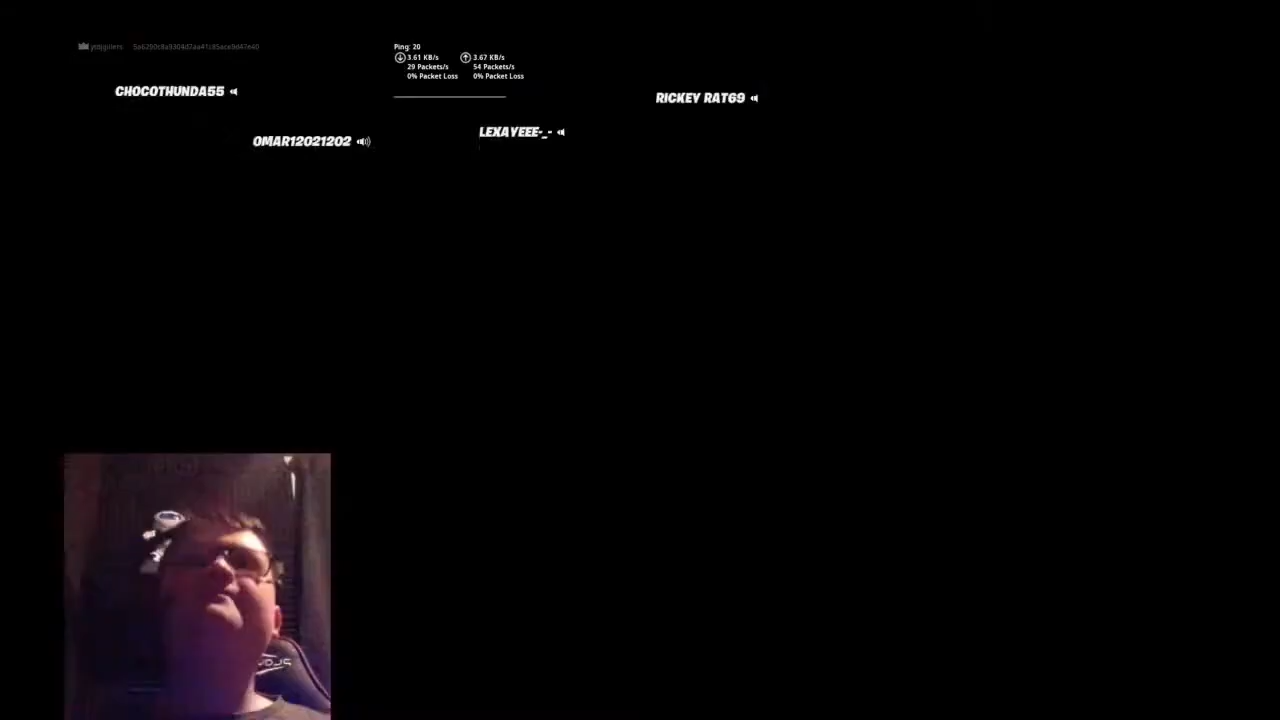 ytdjgillerc
Ping: 20
3.61 KB/s 3.67 KB/s
29 Packets/s 54 Packets/s
0% Packet Loss 0% Packet Loss
CHOCOTHUNDA55
RICKEY RAT69
LEXAYEEE-_-
OMAR12021202